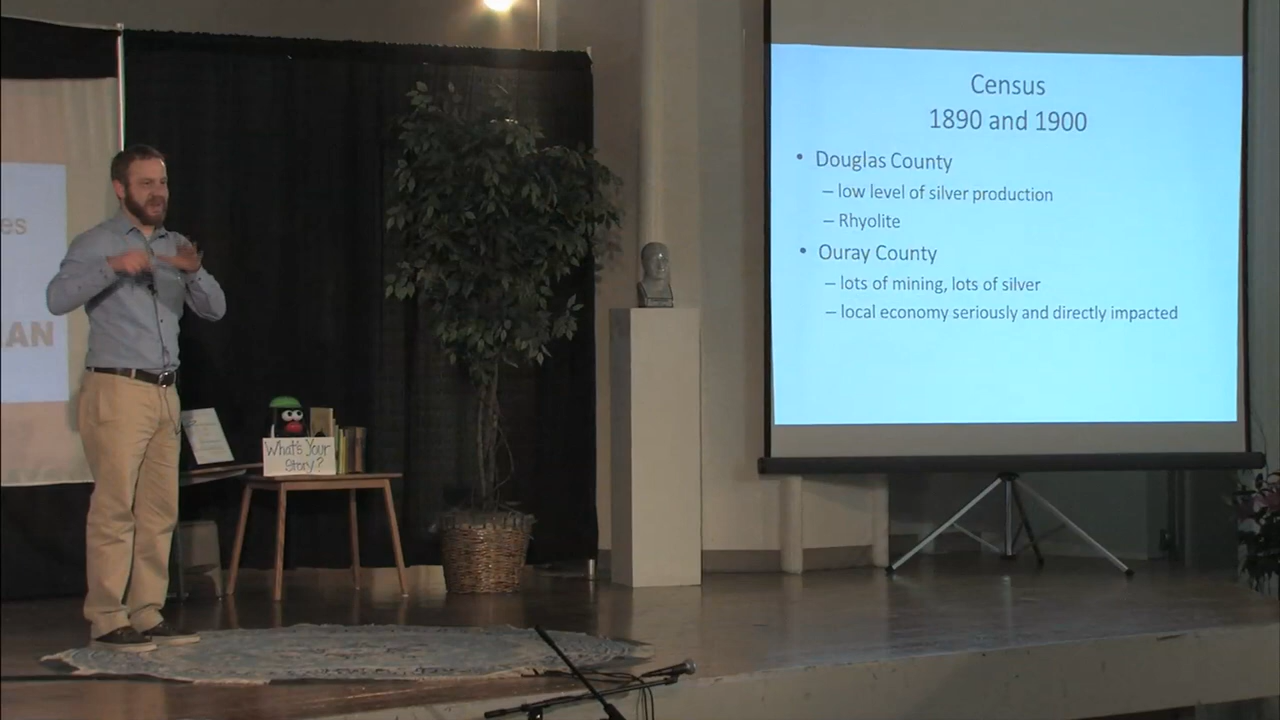 es
LAN
What's Your
Story?
Census
1890 and 1900
• Douglas County
– low level of silver production
– Rhyolite
• Ouray County
– lots of mining, lots of silver
– local economy seriously and directly impacted